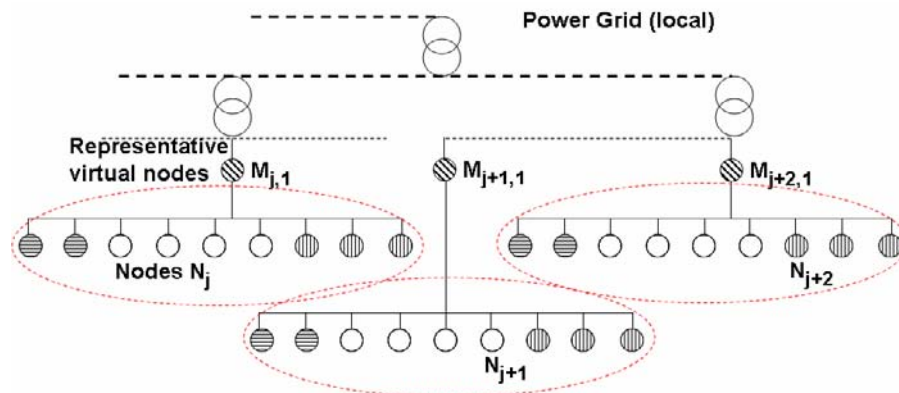 Power Grid (local)
Representative
virtual nodes
M_{j,1}
M_{j+1,1}
M_{j+2,1}
Nodes N_j
N_{j+2}
N_{j+1}